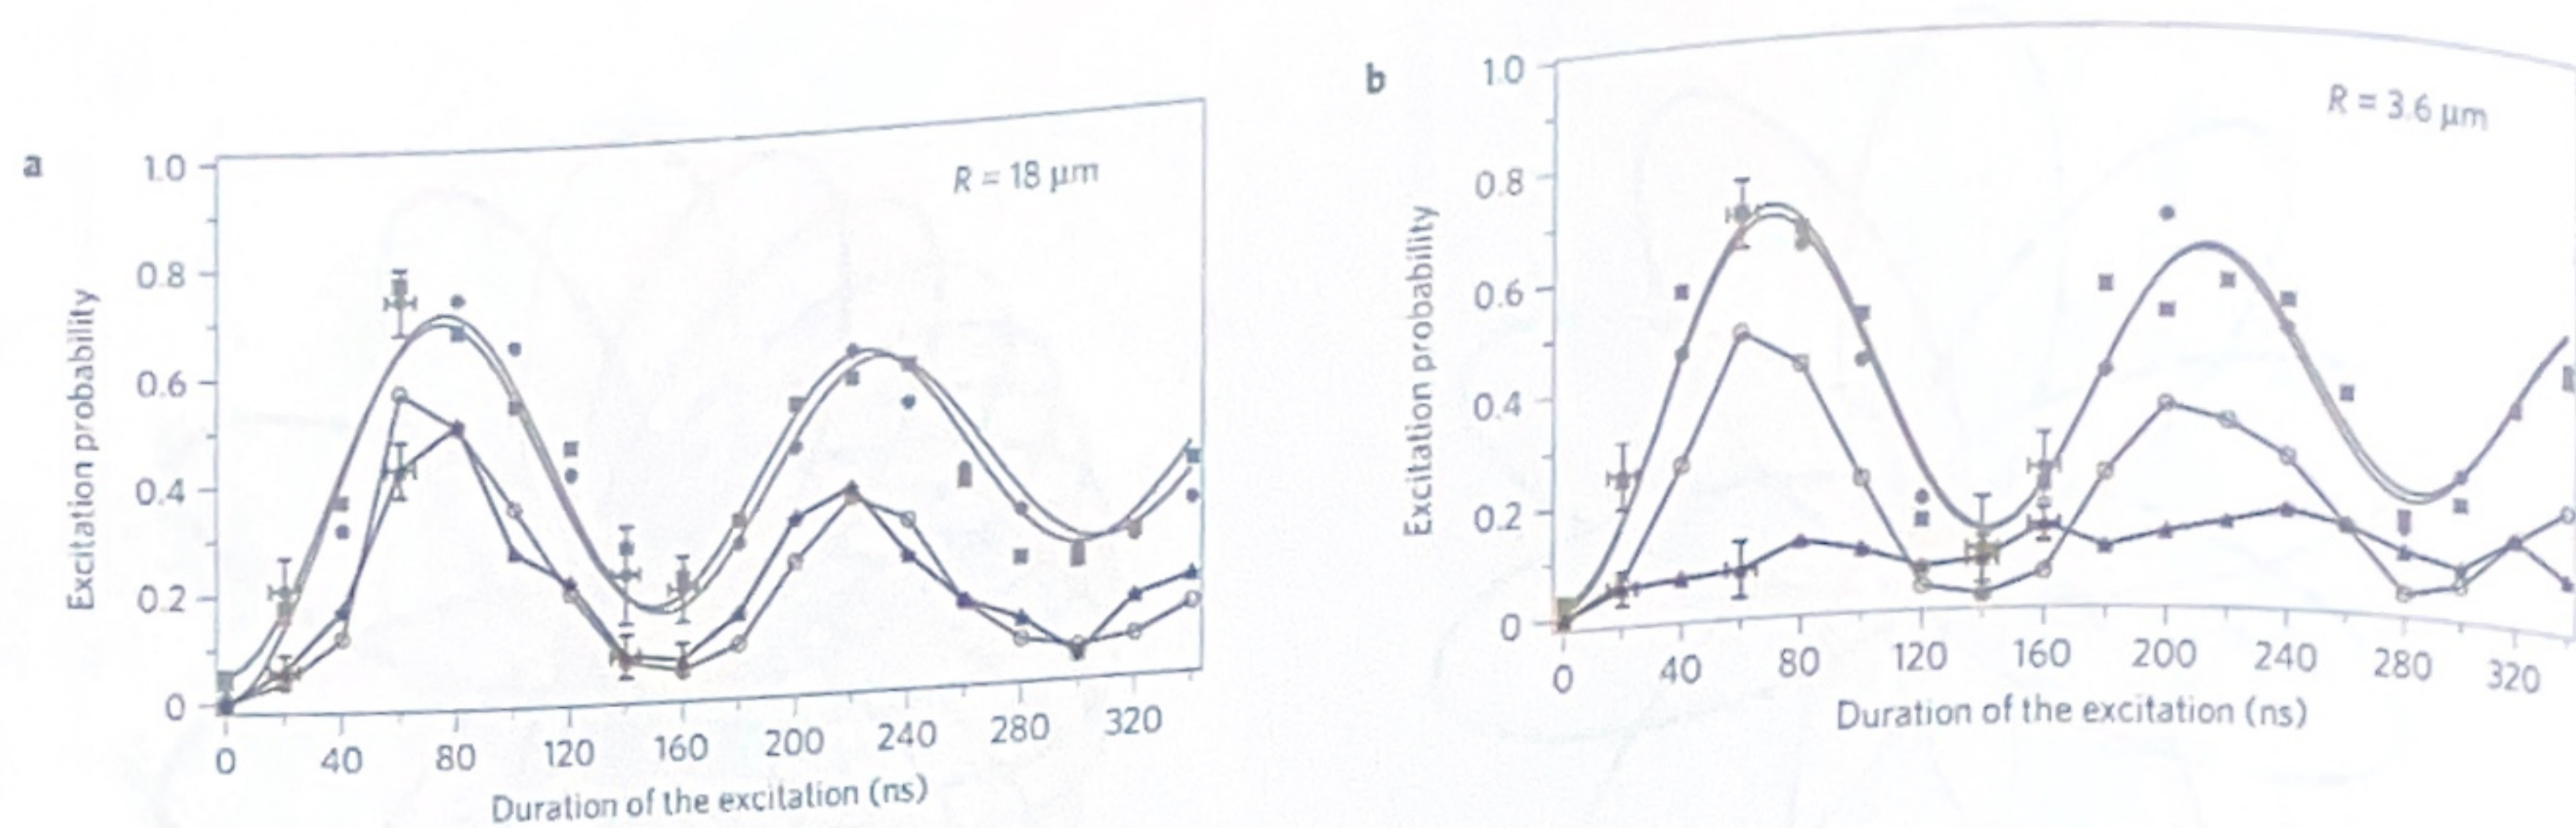 a
R = 18 µm
Excitation probability
1.0
0.8
0.6
0.4
0.2
0
0 40 80 120 160 200 240 280 320
Duration of the excitation (ns)
b
R = 3.6 µm
Excitation probability
1.0
0.8
0.6
0.4
0.2
0
0 40 80 120 160 200 240 280 320
Duration of the excitation (ns)